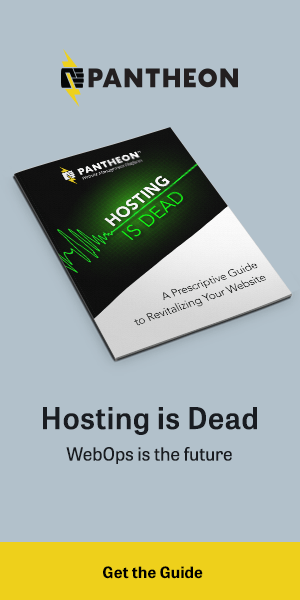 PANTHEON
PANTHEON
Website Management Platform
HOSTING
IS DEAD
A Prescriptive Guide
to Revitalizing Your Website
Hosting is Dead
WebOps is the future
Get the Guide